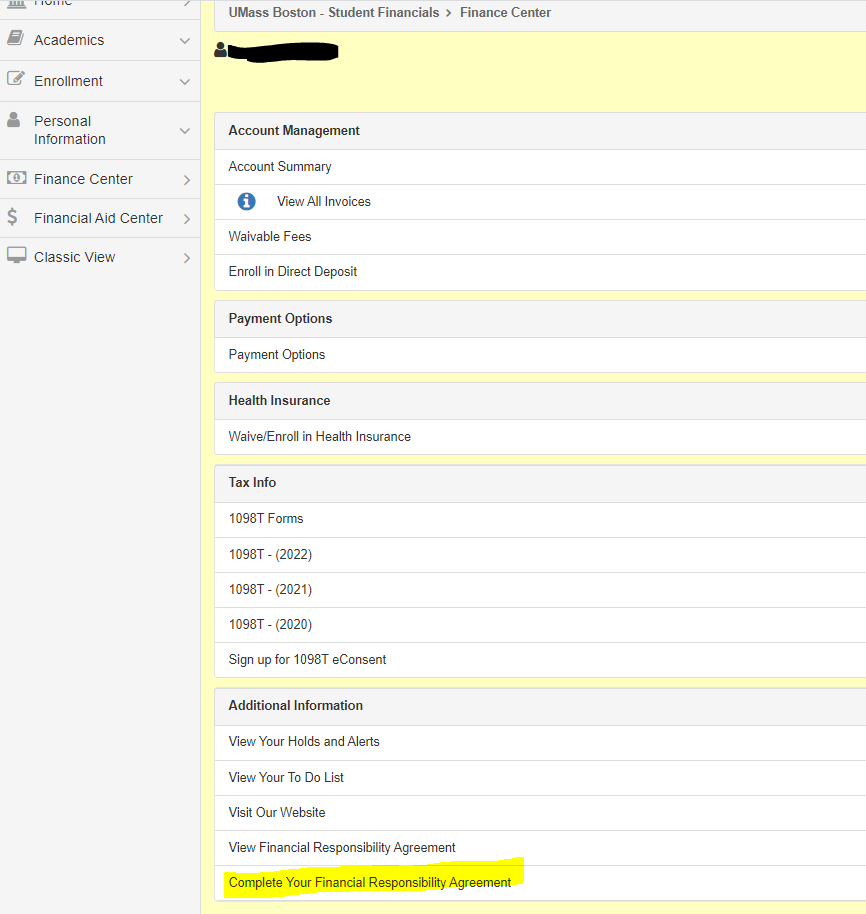 Home
Academics
Enrollment
Personal
Information
Finance Center
Financial Aid Center
Classic View
UMass Boston - Student Financials > Finance Center
Account Management
Account Summary
View All Invoices
Waivable Fees
Enroll in Direct Deposit
Payment Options
Payment Options
Health Insurance
Waive/Enroll in Health Insurance
Tax Info
1098T Forms
1098T - (2022)
1098T - (2021)
1098T - (2020)
Sign up for 1098T eConsent
Additional Information
View Your Holds and Alerts
View Your To Do List
Visit Our Website
View Financial Responsibility Agreement
Complete Your Financial Responsibility Agreement